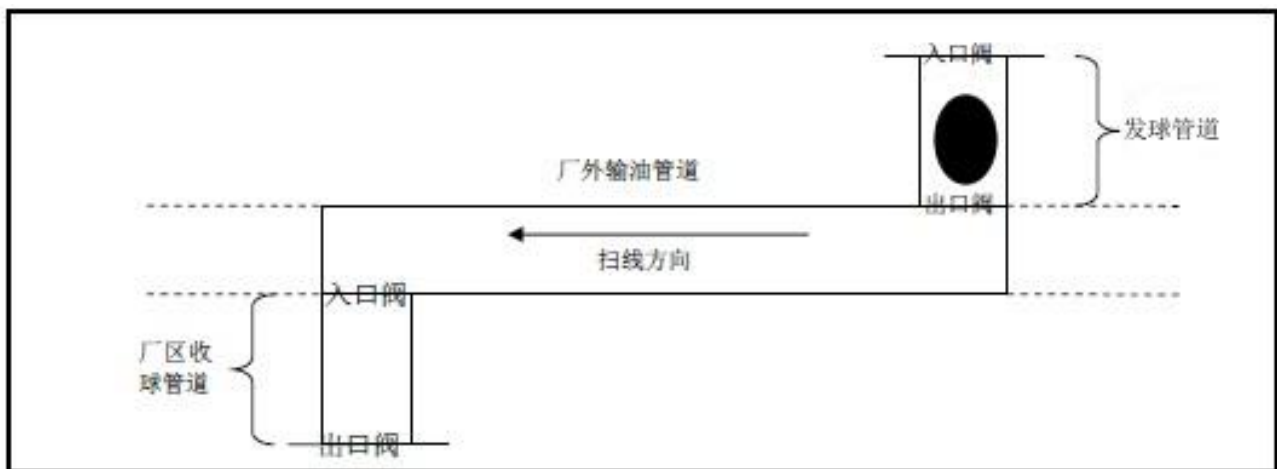 入口阀
发球管道
厂外输油管道
出口阀
扫线方向
入口阀
厂区收
球管道
出口阀